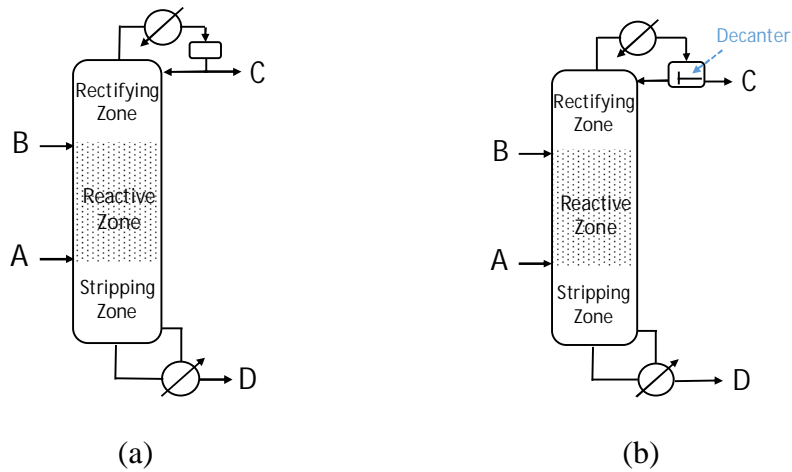 C
Rectifying
Zone
B
Reactive
Zone
A
Stripping
Zone
D
(a)
Decanter
C
Rectifying
Zone
B
Reactive
Zone
A
Stripping
Zone
D
(b)